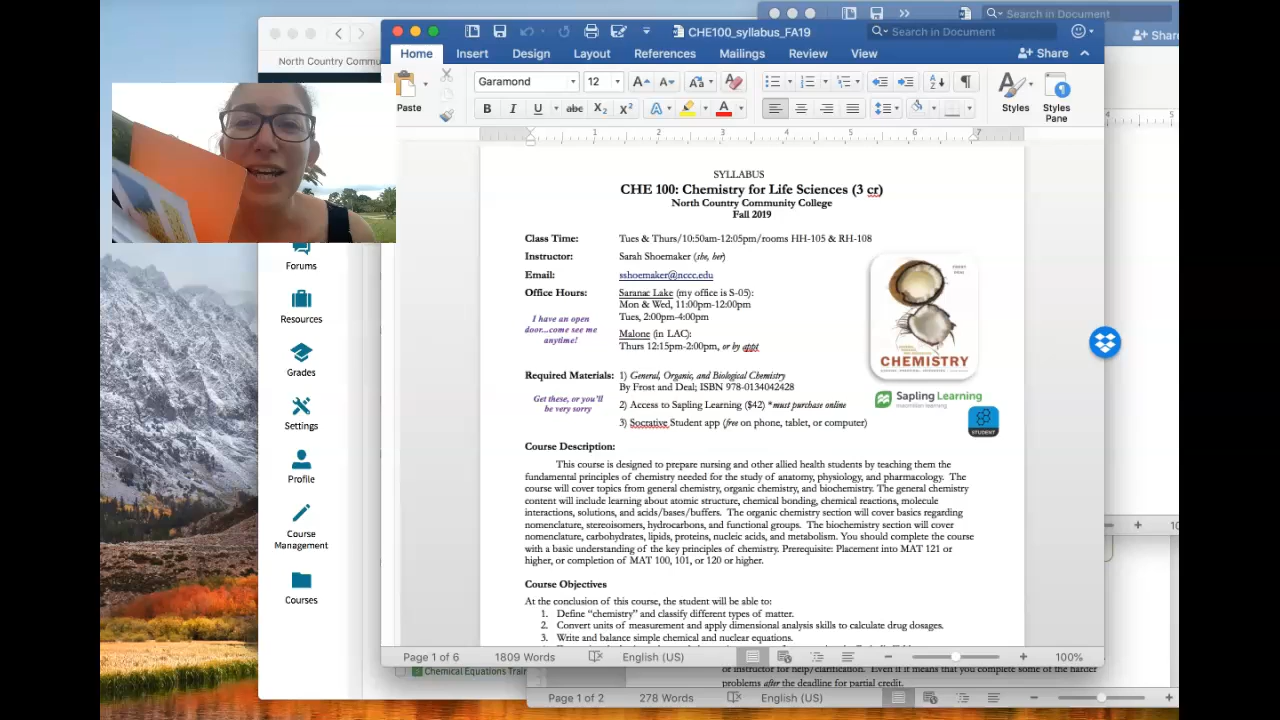 Search in Document
Share
North Country Commu
CHE100_syllabus_FA19
Search in Document
Home Insert Design Layout References Mailings Review View Share
Paste
Garamond 12
Styles
Styles Pane
1 2 3 4 5 6 7
SYLLABUS
CHE 100: Chemistry for Life Sciences (3 cr)
North Country Community College
Fall 2019
Class Time: Tues & Thurs/10:50am-12:05pm/rooms HH-105 & RH-108
Instructor: Sarah Shoemaker (she, her)
Email: sshoemaker@nccc.edu
Office Hours: Saranac Lake (my office is S-05):
Mon & Wed, 11:00pm-12:00pm
Tues, 2:00pm-4:00pm
I have an open
door...come see me
anytime!
Malone (in LAC):
Thurs 12:15pm-2:00pm, or by appt
CHEMISTRY
Required Materials: 1) General, Organic, and Biological Chemistry
By Frost and Deal; ISBN 978-0134042428
Get these, or you'll
be very sorry
2) Access to Sapling Learning ($42) *must purchase online
3) Socrative Student app (free on phone, tablet, or computer)
Sapling Learning
macmillan learning
STUDENT
Course Description:
This course is designed to prepare nursing and other allied health students by teaching them the
fundamental principles of chemistry needed for the study of anatomy, physiology, and pharmacology. The
course will cover topics from general chemistry, organic chemistry, and biochemistry. The general chemistry
content will include learning about atomic structure, chemical bonding, chemical reactions, molecule
interactions, solutions, and acids/bases/buffers. The organic chemistry section will cover basics regarding
nomenclature, stereoisomers, hydrocarbons, and functional groups. The biochemistry section will cover
nomenclature, carbohydrates, lipids, proteins, nucleic acids, and metabolism. You should complete the course
with a basic understanding of the key principles of chemistry. Prerequisite: Placement into MAT 121 or
higher, or completion of MAT 100, 101, or 120 or higher.
Course Objectives
At the conclusion of this course, the student will be able to:
1. Define “chemistry” and classify different types of matter.
2. Convert units of measurement and apply dimensional analysis skills to calculate drug dosages.
3. Write and balance simple chemical and nuclear equations.
Page 1 of 6 1809 Words English (US) 100%
Forums
Resources
Grades
Settings
Profile
Course
Management
Courses
Chemical Equations Trair
or instructor for help/clarification. Even if it means that you complete some of the harder
problems after the deadline for partial credit.
Page 1 of 2 278 Words English (US)